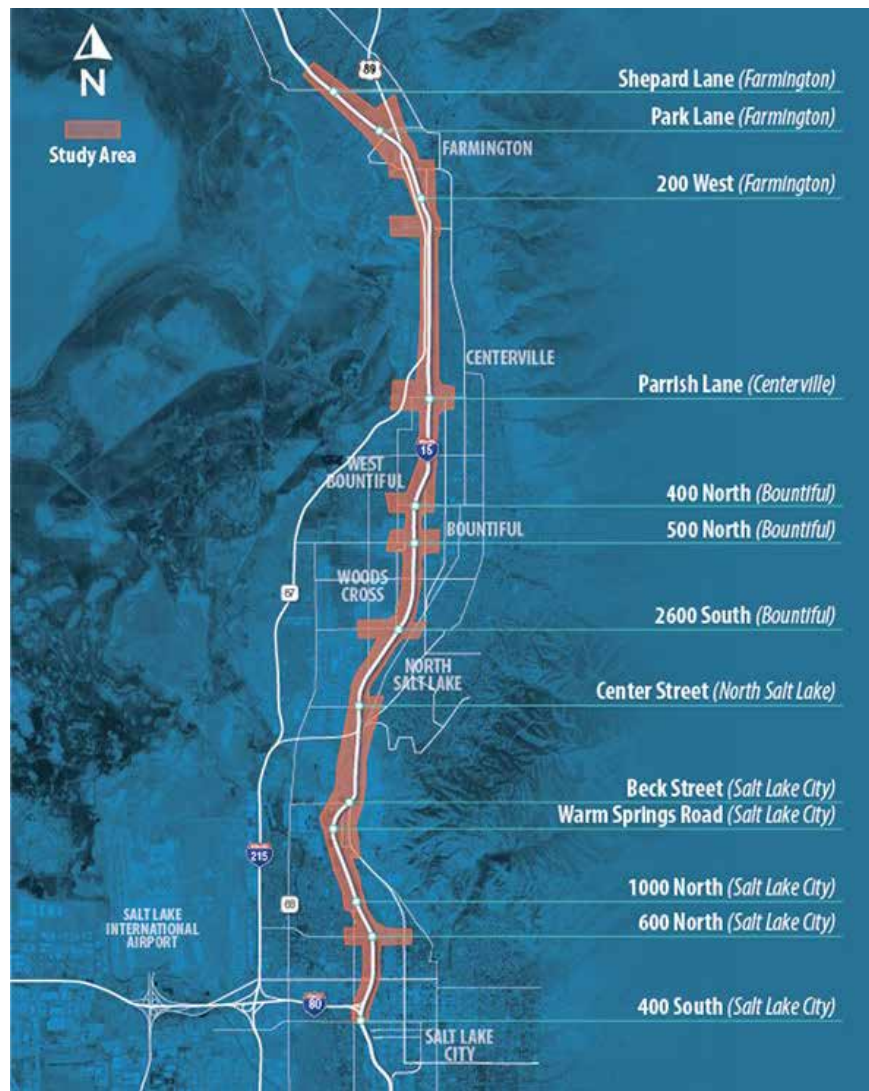 N
Study Area
89
Shepard Lane (Farmington)
Park Lane (Farmington)
FARMINGTON
200 West (Farmington)
CENTERVILLE
Parrish Lane (Centerville)
15
WEST
BOUNTIFUL
400 North (Bountiful)
BOUNTIFUL
500 North (Bountiful)
WOODS
CROSS
67
2600 South (Bountiful)
NORTH
SALT LAKE
Center Street (North Salt Lake)
Beck Street (Salt Lake City)
Warm Springs Road (Salt Lake City)
215
68
1000 North (Salt Lake City)
SALT LAKE
INTERNATIONAL
AIRPORT
600 North (Salt Lake City)
80
400 South (Salt Lake City)
SALT LAKE
CITY